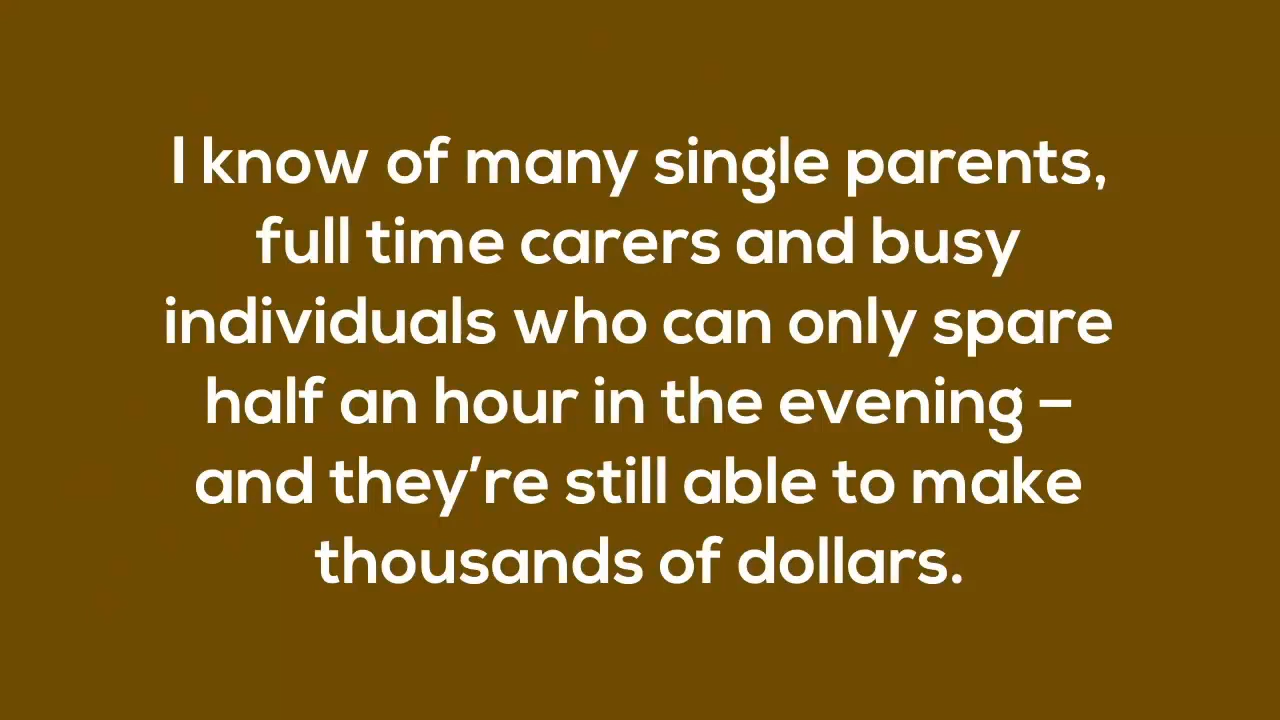 I know of many single parents,
full time carers and busy
individuals who can only spare
half an hour in the evening –
and they’re still able to make
thousands of dollars.